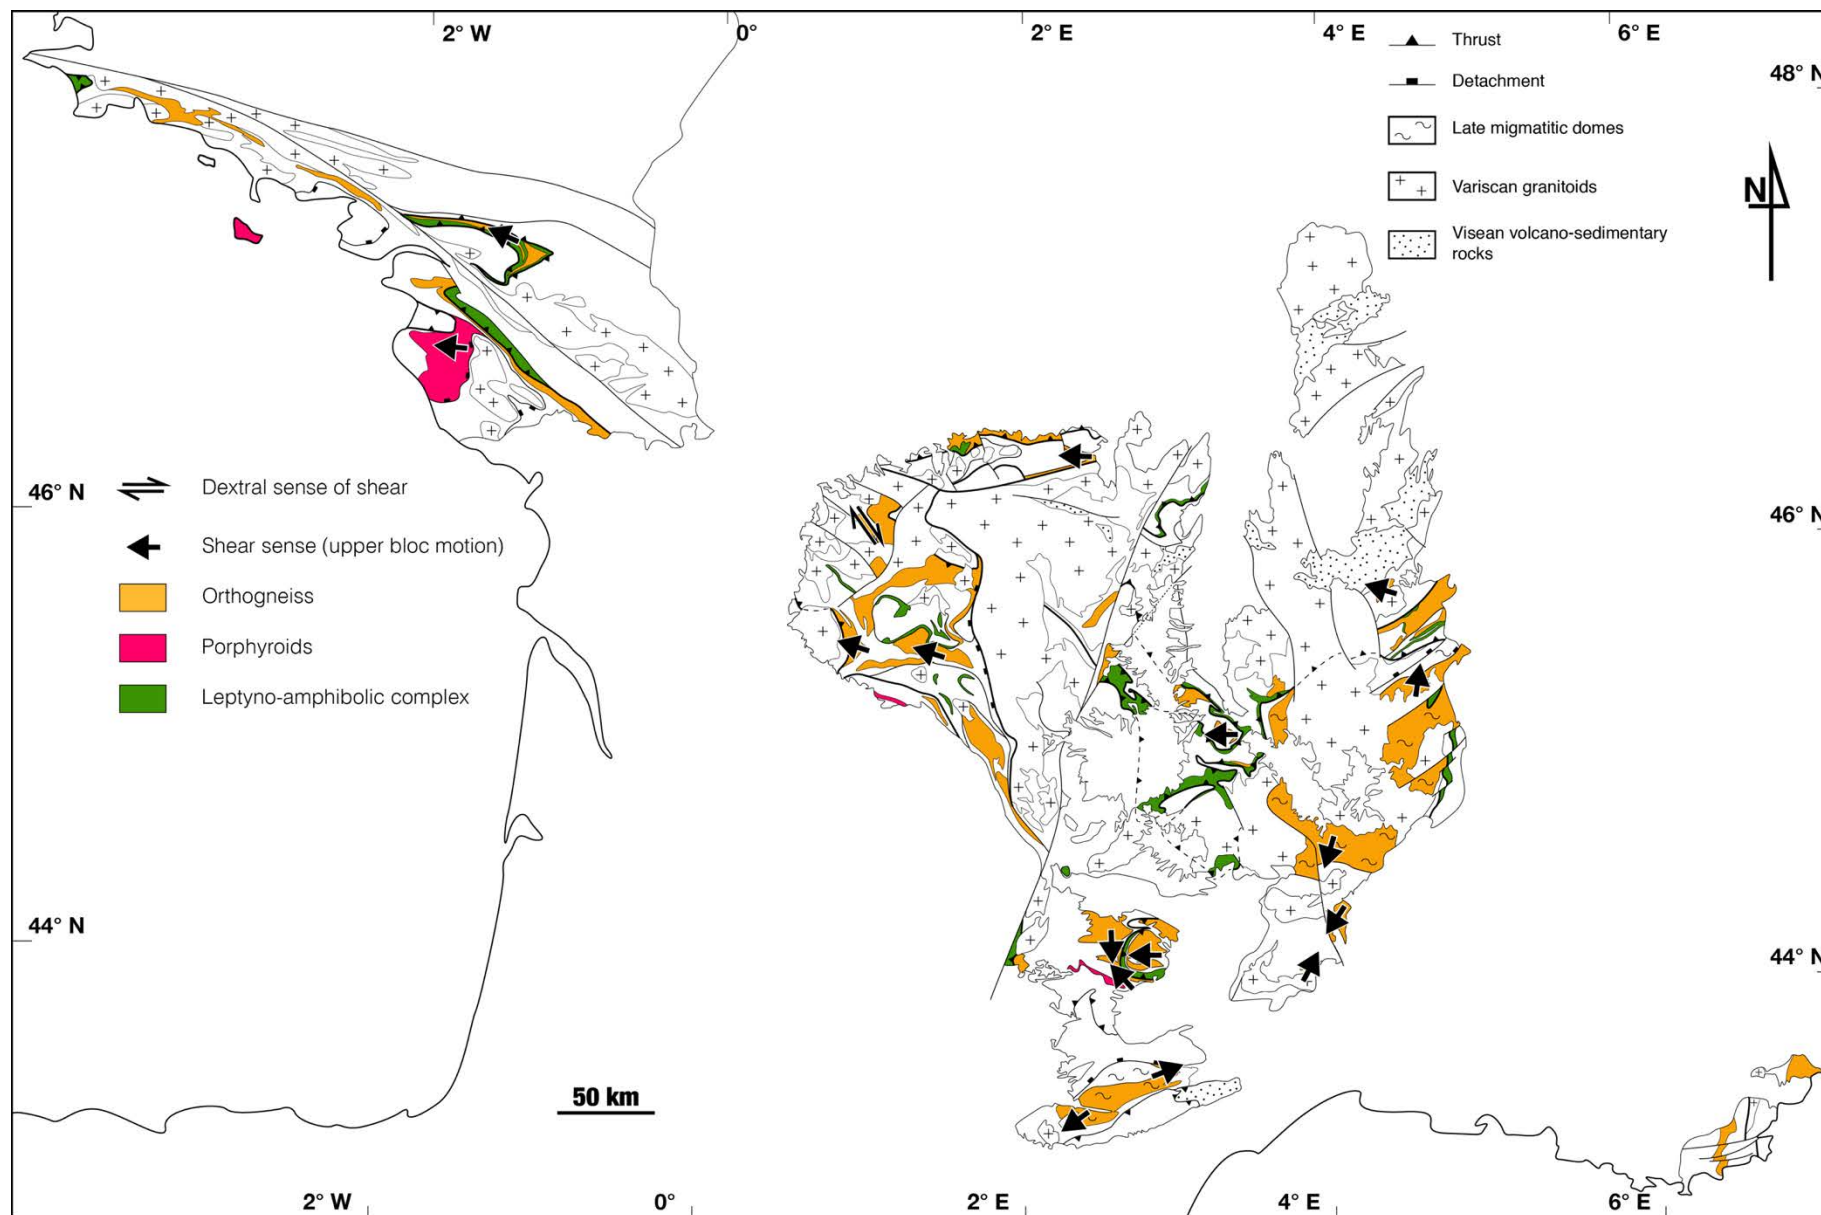 2° W
0°
2° E
4° E
6° E
48° N
Thrust
Detachment
Late migmatitic domes
Variscan granitoids
N
Visean volcano-sedimentary
rocks
46° N
46° N
Dextral sense of shear
Shear sense (upper bloc motion)
Orthogneiss
Porphyroids
Leptyno-amphibolic complex
44° N
44° N
50 km
2° W
0°
2° E
4° E
6° E